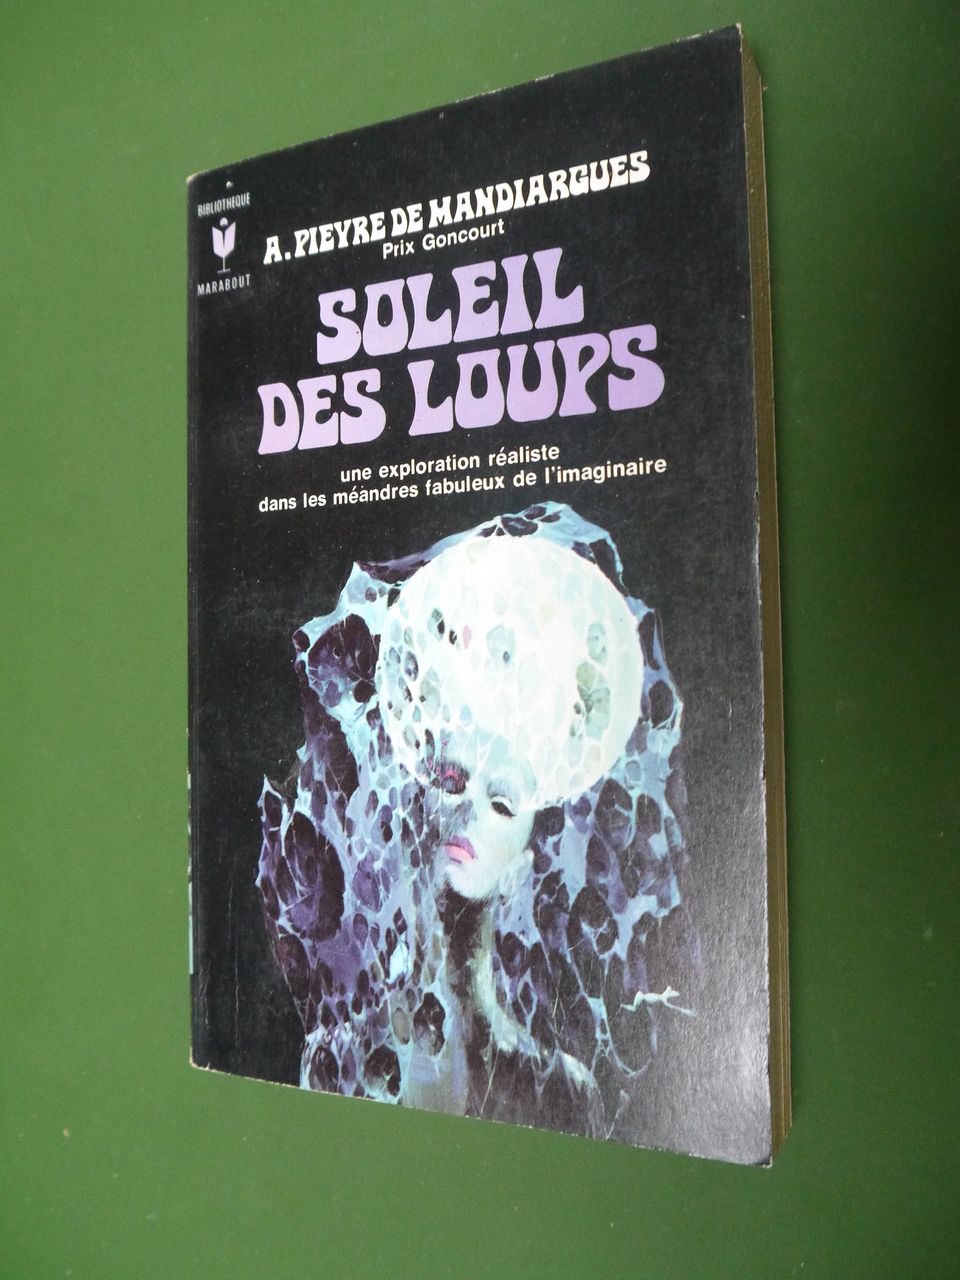 BIBLIOTHEQUE
MARABOUT
A. PIEYRE DE MANDIARGUES
Prix Goncourt
SOLEIL
DES LOUPS
une exploration réaliste
dans les méandres fabuleux de l'imaginaire